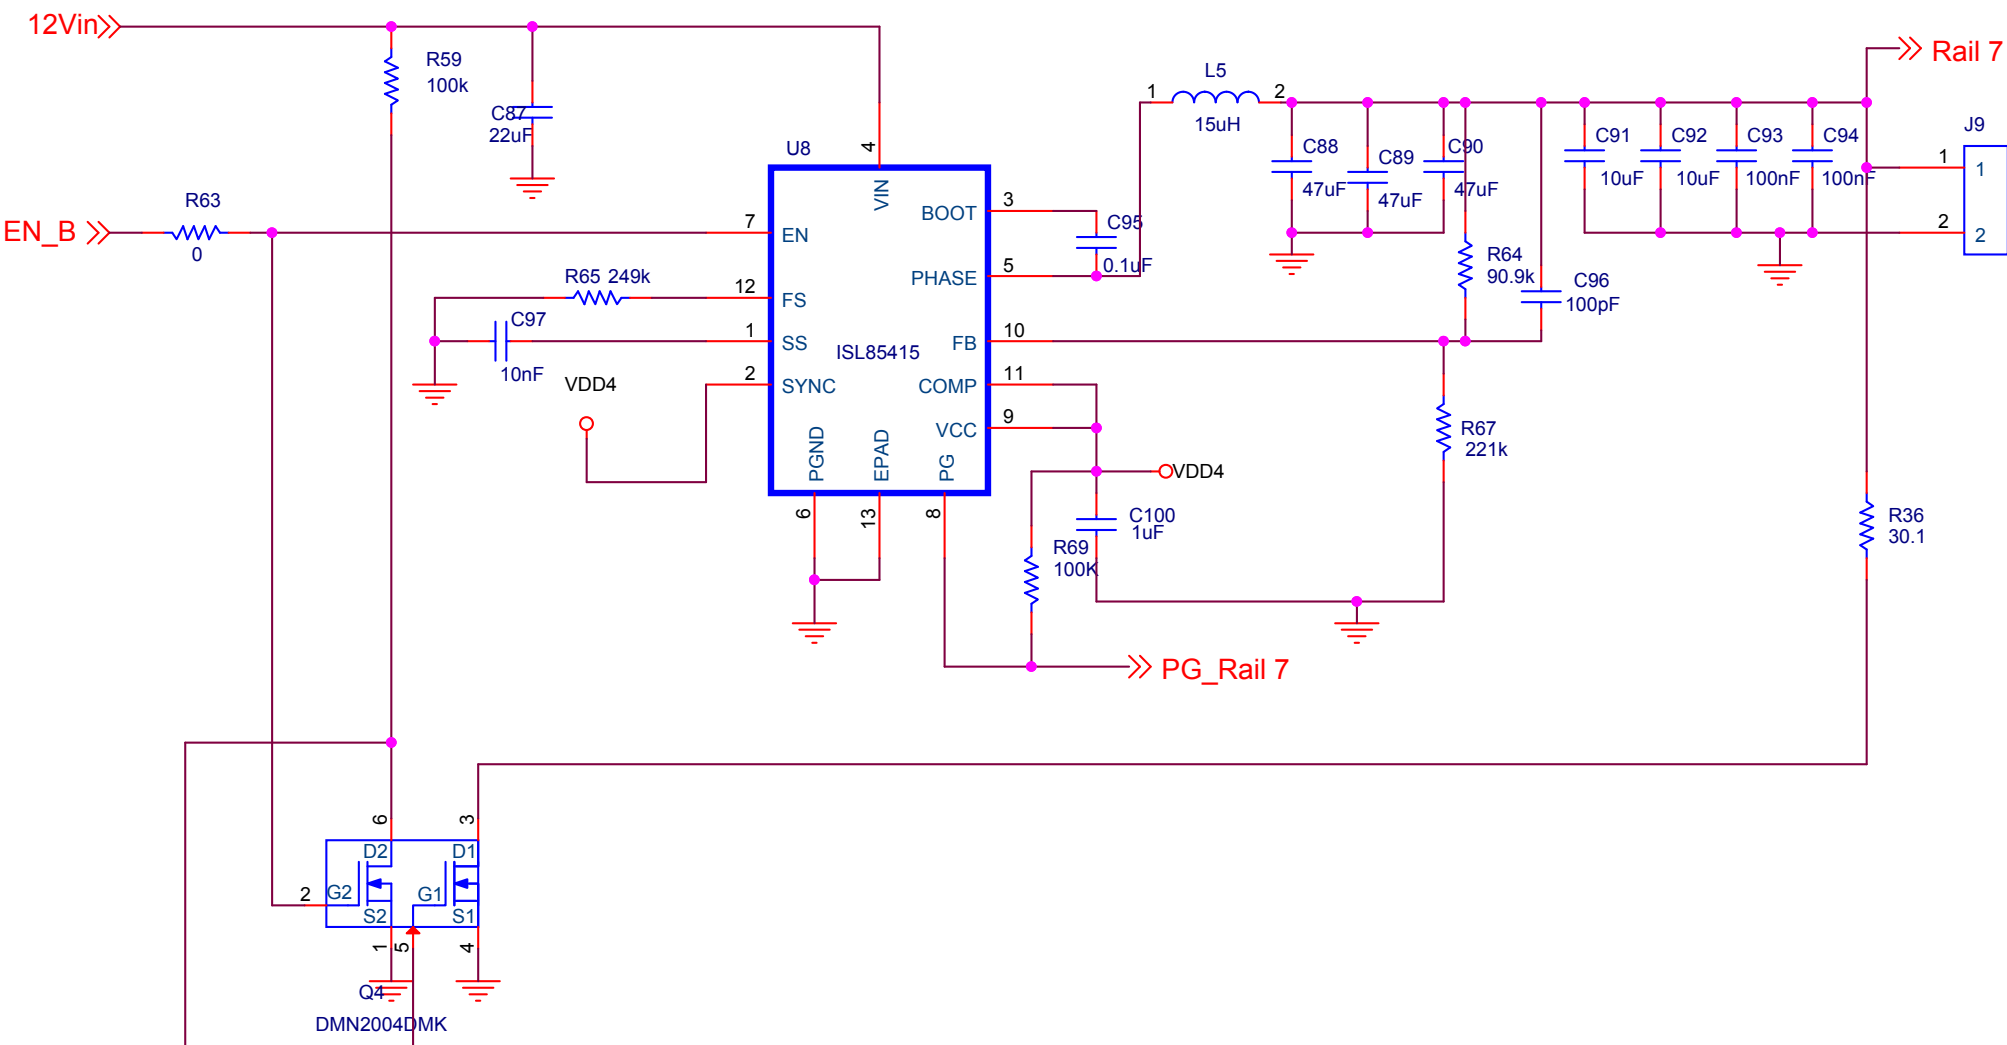 12Vin
Rail 7
R59
100k
C87
22uF
L5
1
2
15uH
J9
U8
4
C88
47uF
C89
47uF
C90
47uF
C91
10uF
C92
10uF
C93
100nF
C94
100nF
1
1
2
2
R63
0
EN_B
7
EN
VIN
BOOT
3
C95
0.1uF
PHASE
5
R65 249k
12
FS
R64
90.9k
C96
100pF
C97
10nF
1
SS
ISL85415
FB
10
VDD4
2
SYNC
COMP
11
VCC
9
R67
221k
PGND
EPAD
PG
VDD4
6
13
8
C100
1uF
R69
100K
R36
30.1
PG_Rail 7
6
3
D2
D1
2
G2
G1
S2
S1
1
5
4
Q4
DMN2004DMK